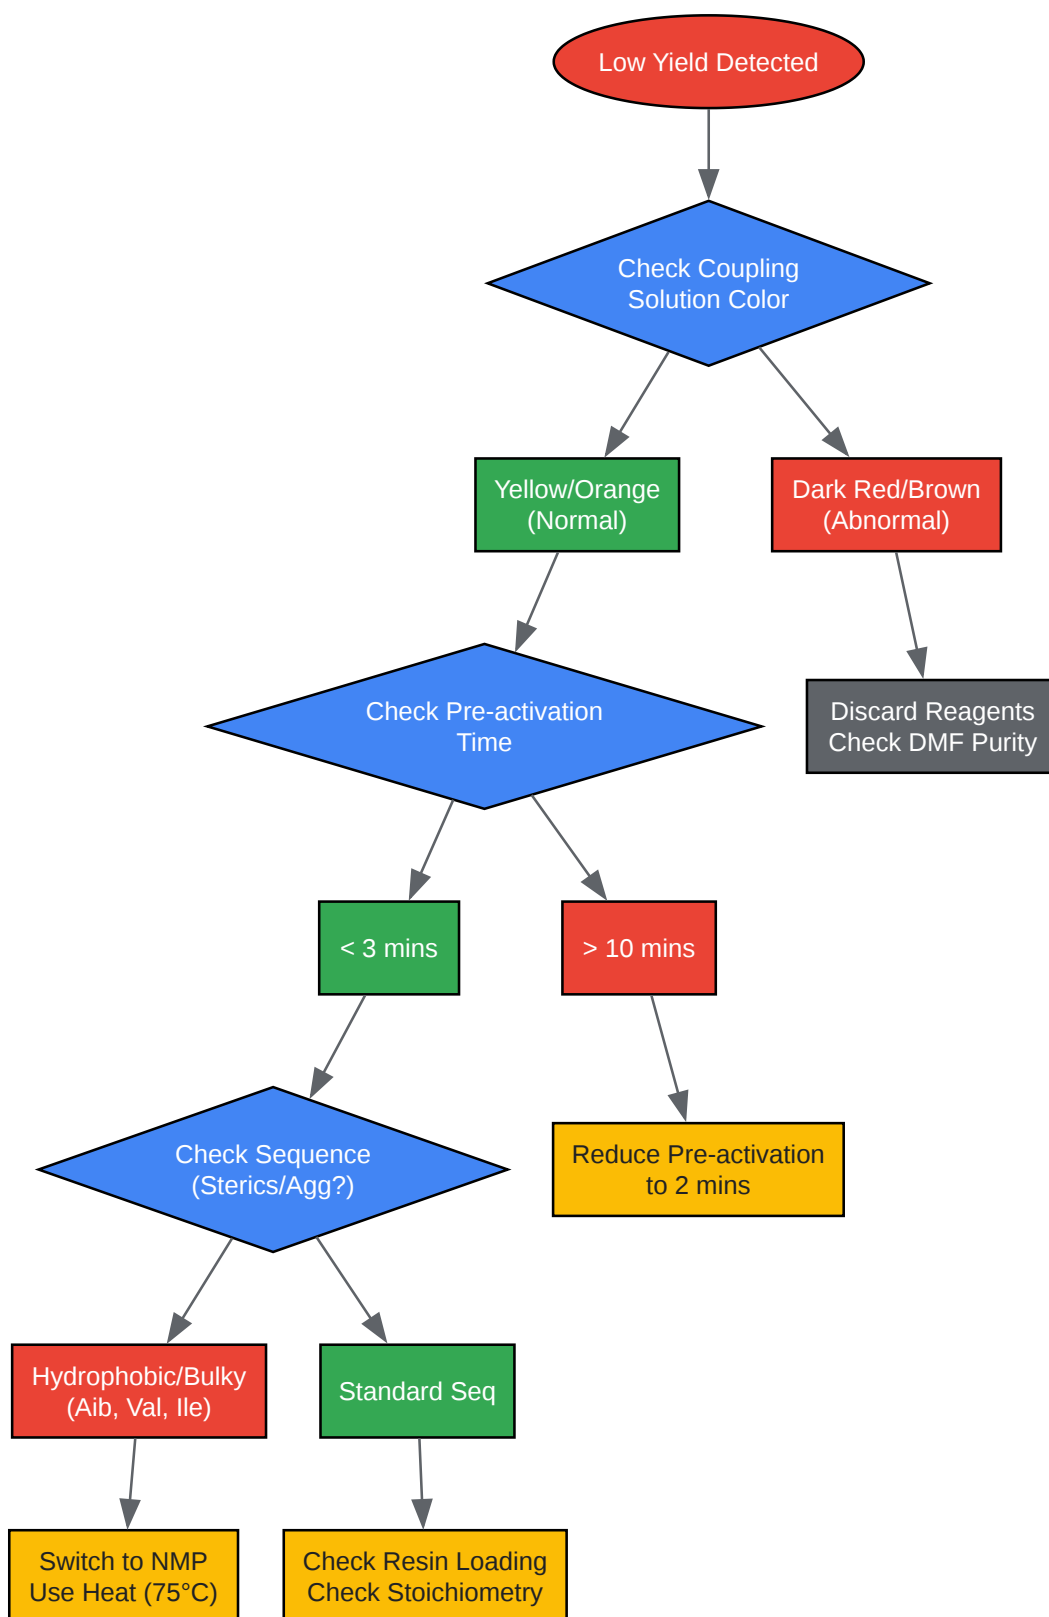 Low Yield Detected
Check Coupling
Solution Color
Yellow/Orange
(Normal)
Dark Red/Brown
(Abnormal)
Check Pre-activation
Time
Discard Reagents
Check DMF Purity
< 3 mins
> 10 mins
Check Sequence
(Sterics/Agg?)
Reduce Pre-activation
to 2 mins
Hydrophobic/Bulky
(Aib, Val, Ile)
Standard Seq
Switch to NMP
Use Heat (75°C)
Check Resin Loading
Check Stoichiometry